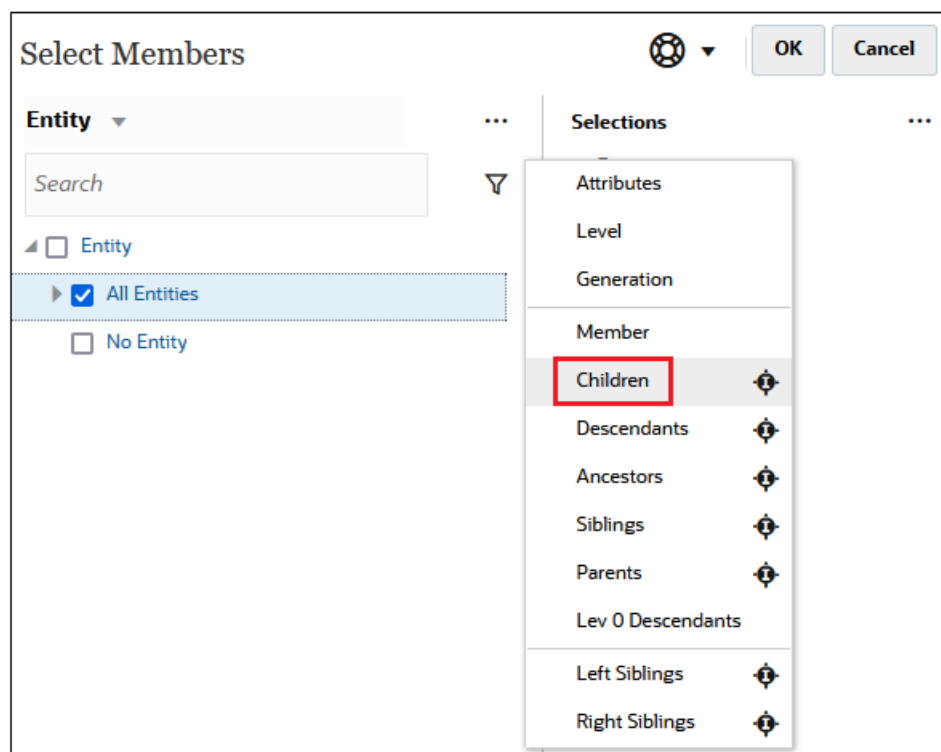 Select Members
OK
Cancel
Entity
...
Selections
...
Search
Entity
All Entities
No Entity
Attributes
Level
Generation
Member
Children
Descendants
Ancestors
Siblings
Parents
Lev 0 Descendants
Left Siblings
Right Siblings